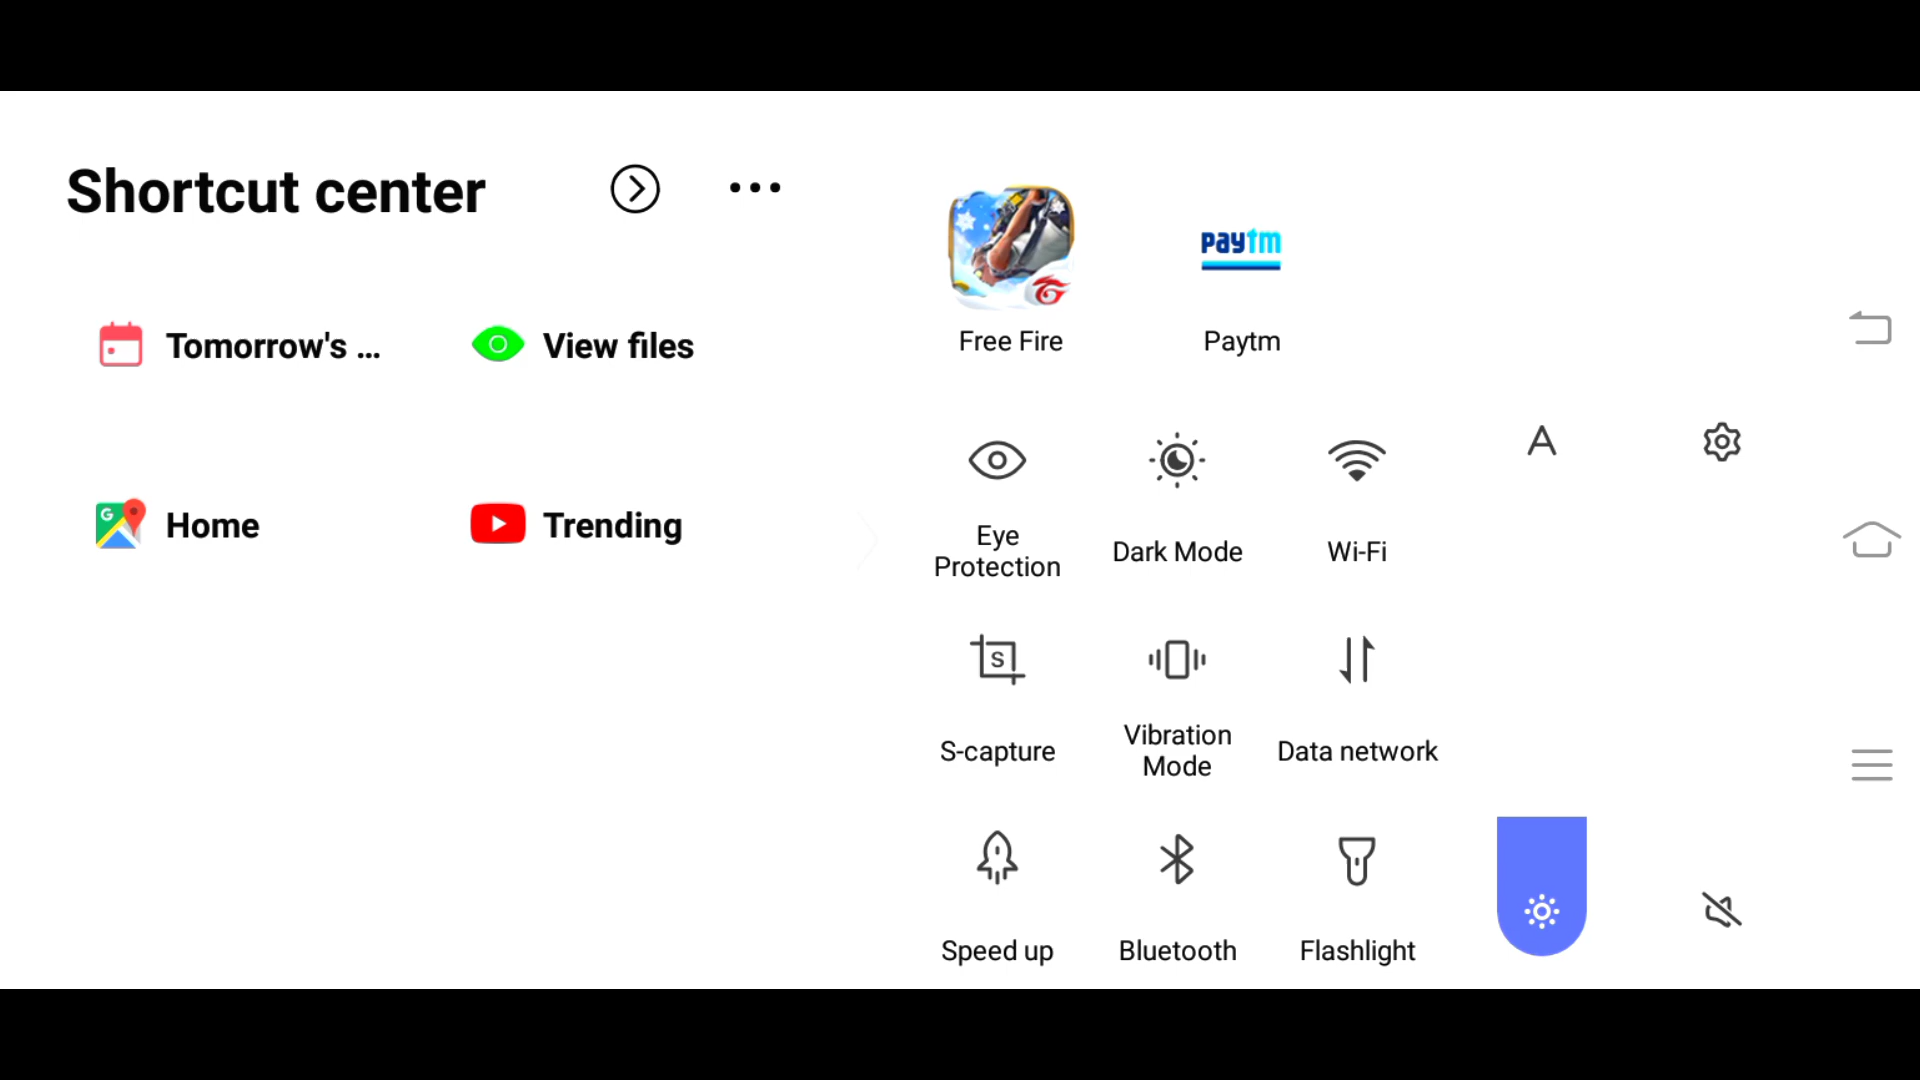 Shortcut center
Tomorrow's ...
View files
Home
Trending
paytm
Free Fire
Paytm
A
Eye
Protection
Dark Mode
Wi-Fi
S
S-capture
Vibration
Mode
Data network
Speed up
Bluetooth
Flashlight